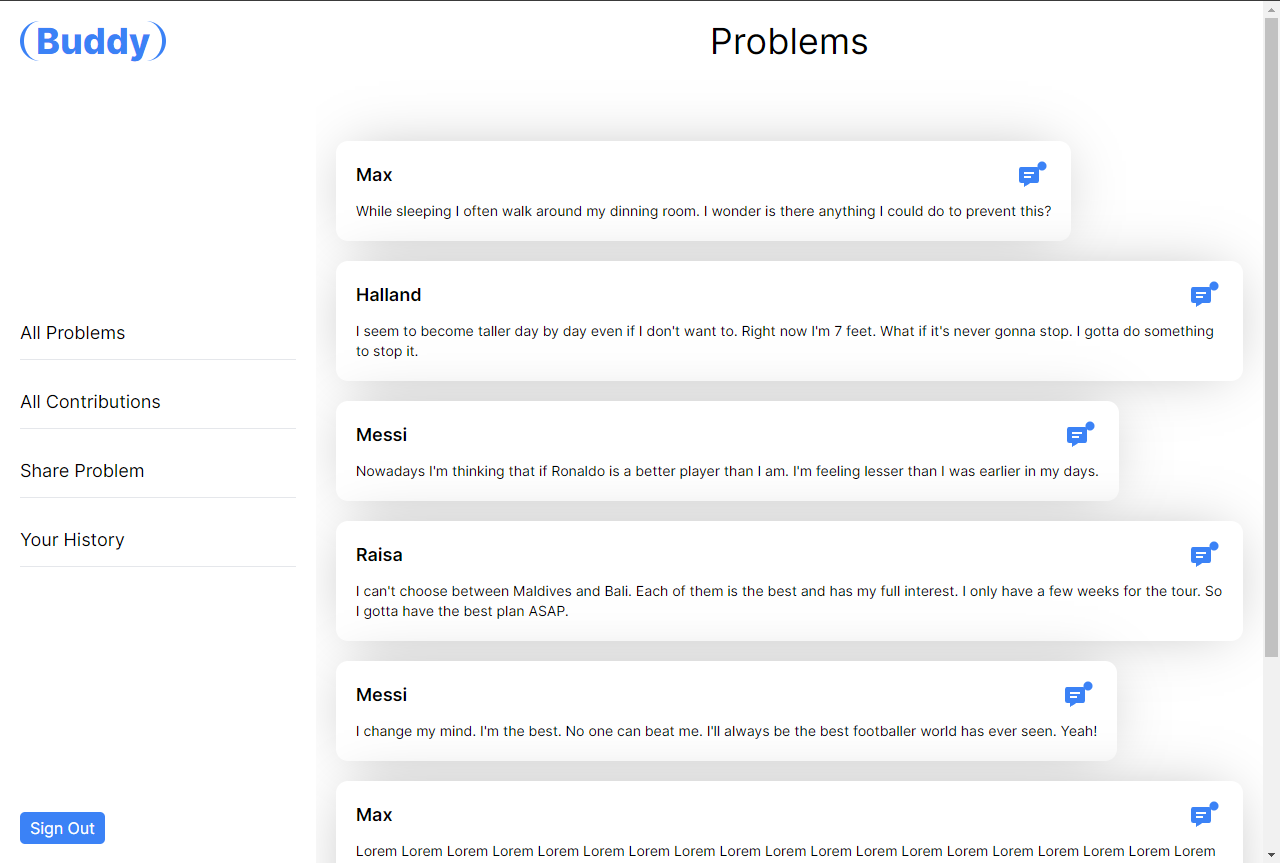 (Buddy)
Problems
All Problems
All Contributions
Share Problem
Your History
Sign Out
Max
While sleeping I often walk around my dinning room. I wonder is there anything I could do to prevent this?
Halland
I seem to become taller day by day even if I don't want to. Right now I'm 7 feet. What if it's never gonna stop. I gotta do something
to stop it.
Messi
Nowadays I'm thinking that if Ronaldo is a better player than I am. I'm feeling lesser than I was earlier in my days.
Raisa
I can't choose between Maldives and Bali. Each of them is the best and has my full interest. I only have a few weeks for the tour. So
I gotta have the best plan ASAP.
Messi
I change my mind. I'm the best. No one can beat me. I'll always be the best footballer world has ever seen. Yeah!
Max
Lorem Lorem Lorem Lorem Lorem Lorem Lorem Lorem Lorem Lorem Lorem Lorem Lorem Lorem Lorem Lorem Lorem Lorem Lorem